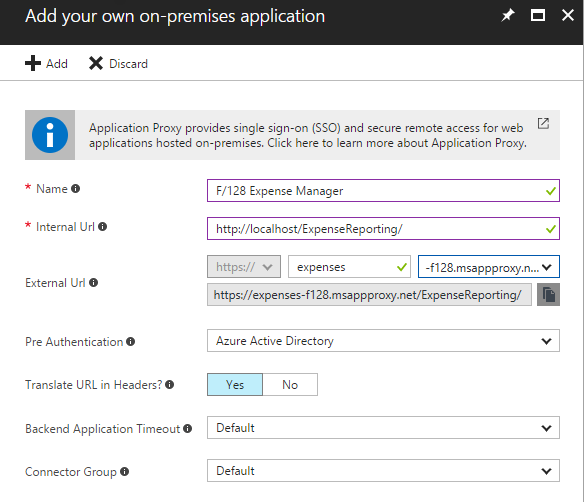 Add your own on-premises application
Add Discard
Application Proxy provides single sign-on (SSO) and secure remote access for web
applications hosted on-premises. Click here to learn more about Application Proxy.
* Name F/128 Expense Manager
* Internal Url http://localhost/ExpenseReporting/
https:// expenses -f128.msappproxy.n...
External Url
https://expenses-f128.msappproxy.net/ExpenseReporting/
Pre Authentication Azure Active Directory
Translate URL in Headers? Yes No
Backend Application Timeout Default
Connector Group Default